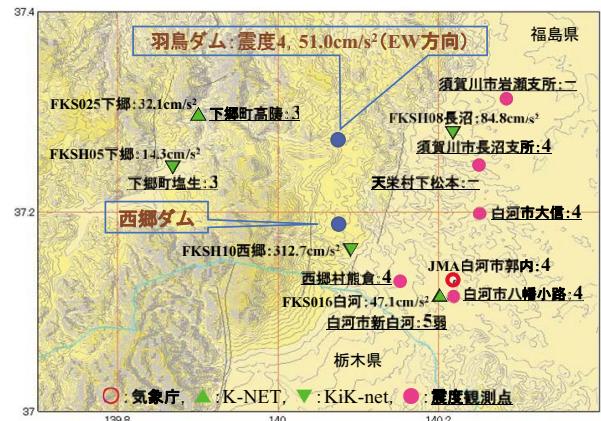 37.4
福島県
羽鳥ダム:震度4, 51.0cm/s²(EW方向)
須賀川市岩瀬支所:ー
FKS025下郷:32.1cm/s²
下郷町高陦:3
FKSH08長沼:84.8cm/s²
FKSH05下郷:14.3cm/s²
須賀川市長沼支所:4
下郷町塩生:3
天栄村下松本:ー
37.2
西郷ダム
白河市大信:4
FKSH10西郷:312.7cm/s²
JMA白河市郭内:4
西郷村熊倉:4
白河市八幡小路:4
FKS016白河:47.1cm/s²
白河市新白河:5弱
栃木県
:気象庁, :K-NET, :KiK-net, :震度観測点
37
139.8
140
140.2